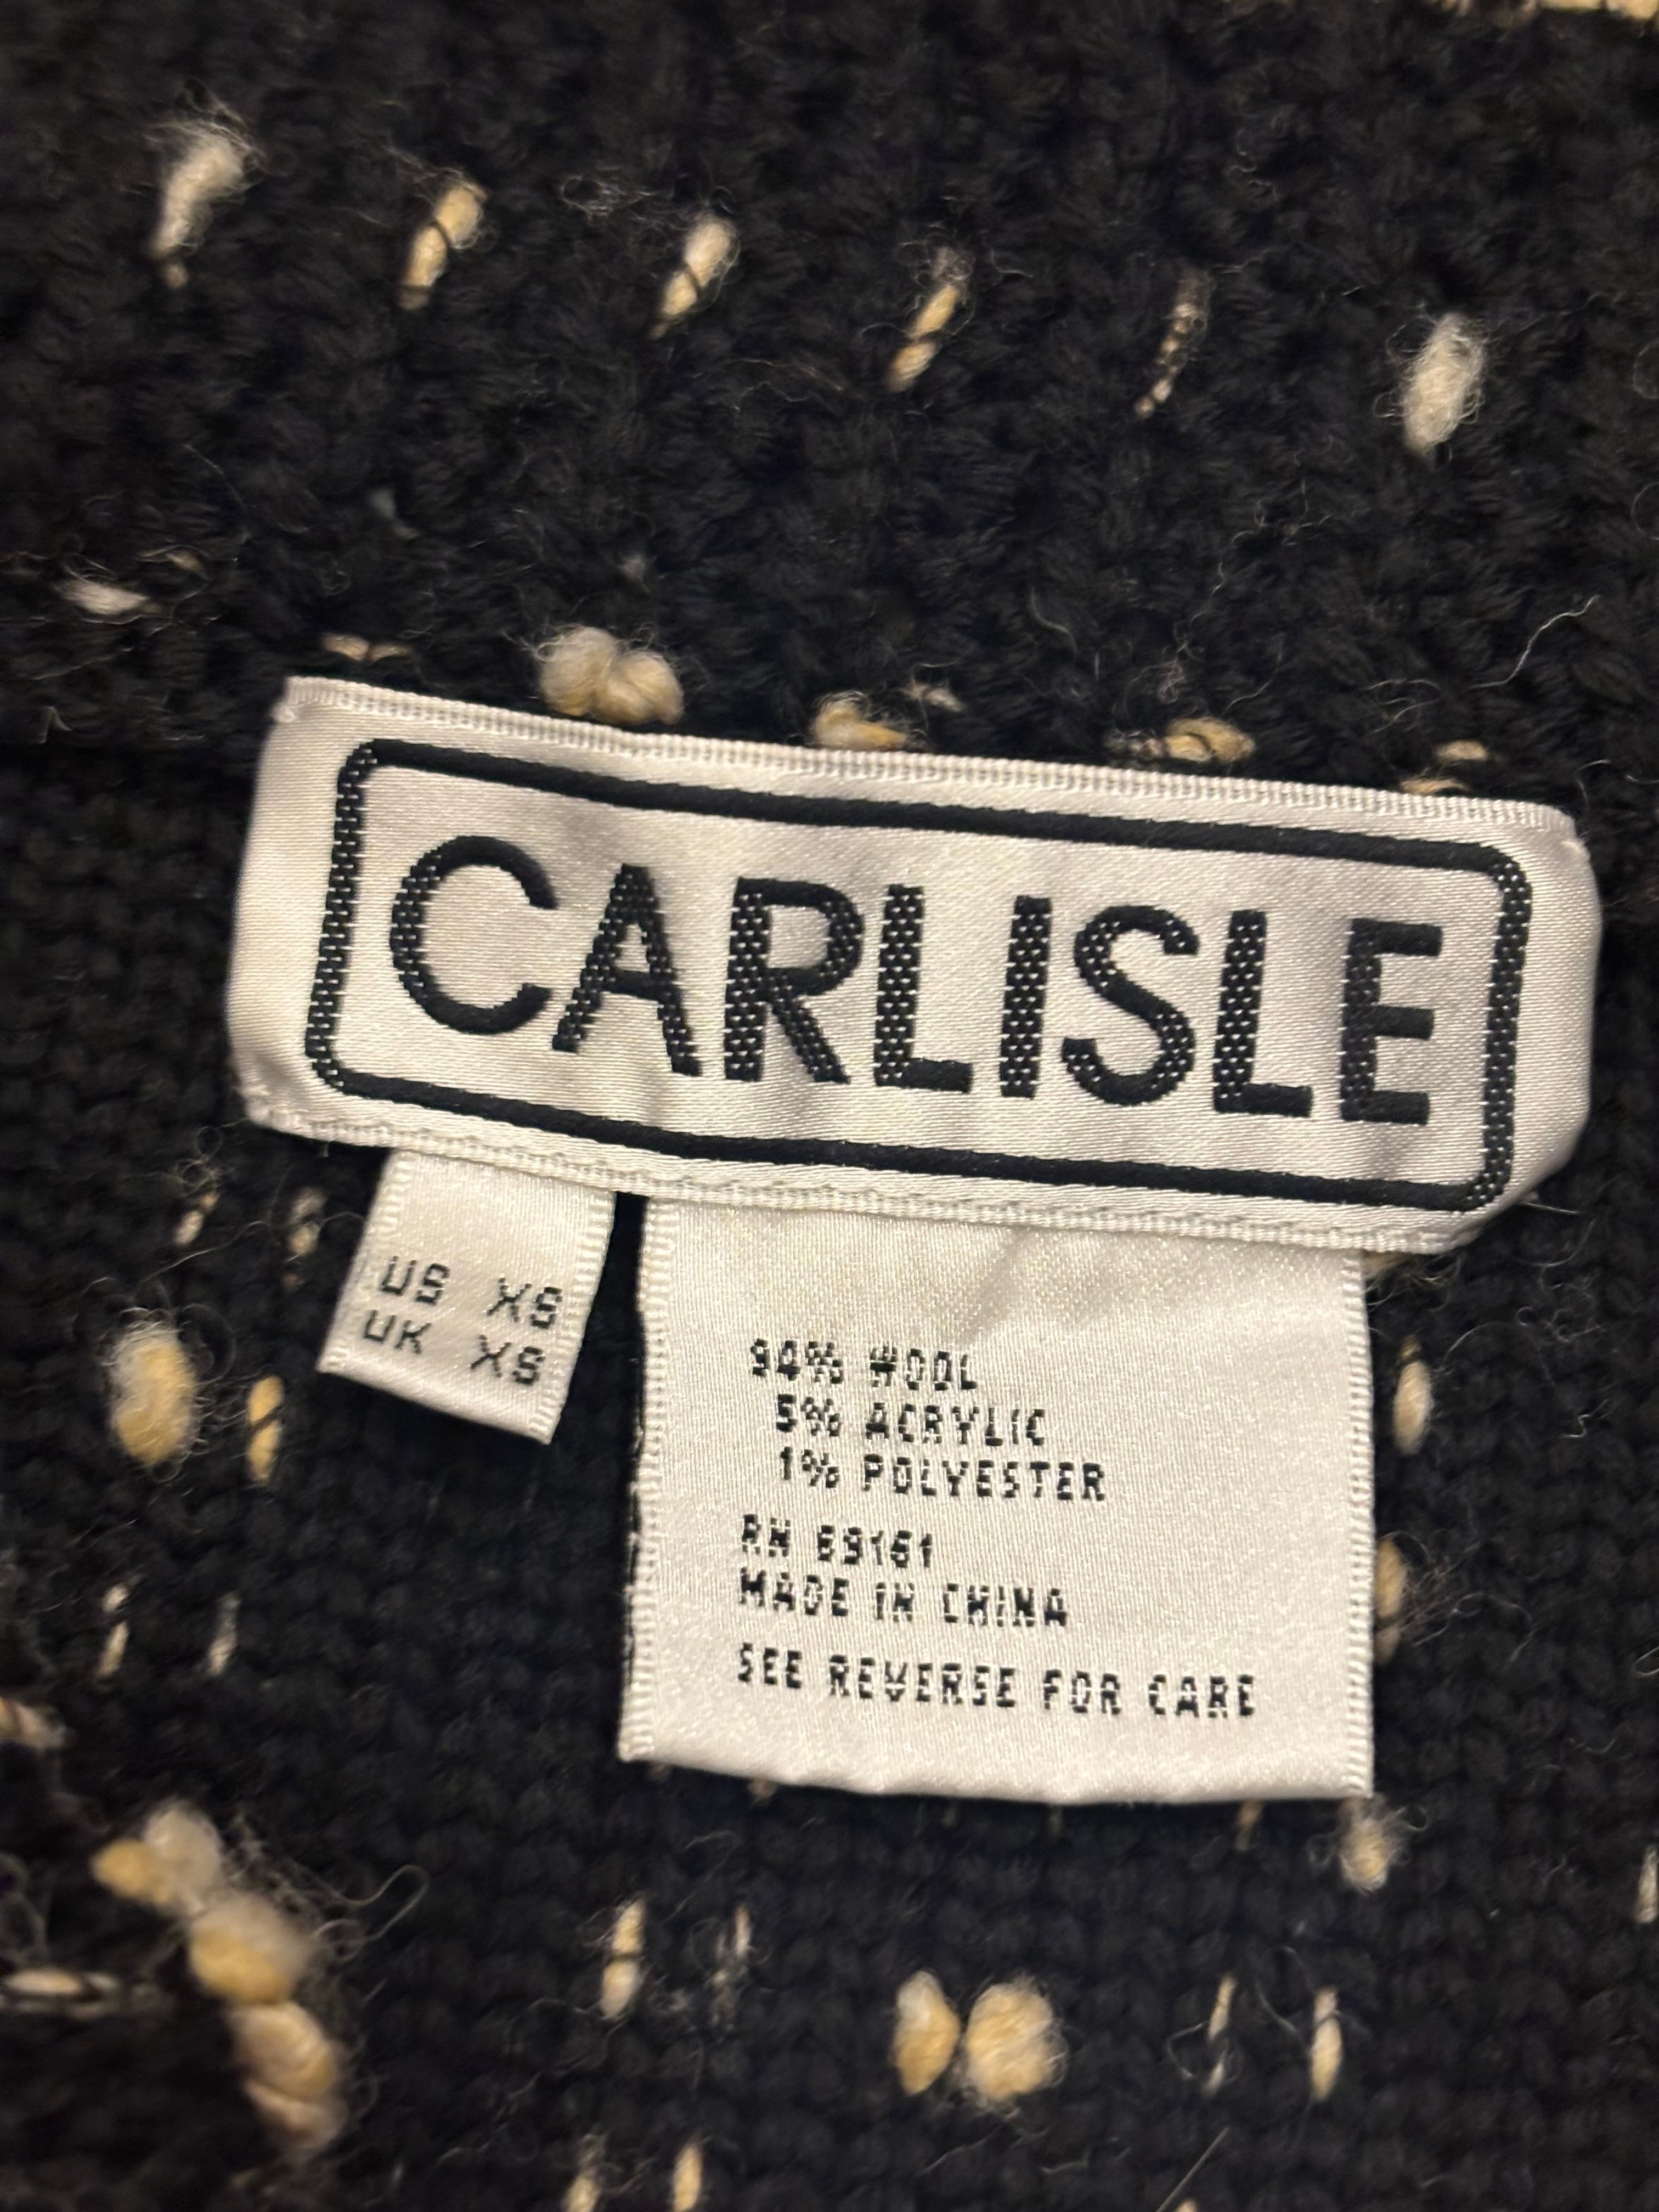 CARLISLE
US XS
UK XS
94% WOOL
5% ACRYLIC
1% POLYESTER
RN 69161
MADE IN CHINA
SEE REVERSE FOR CARE